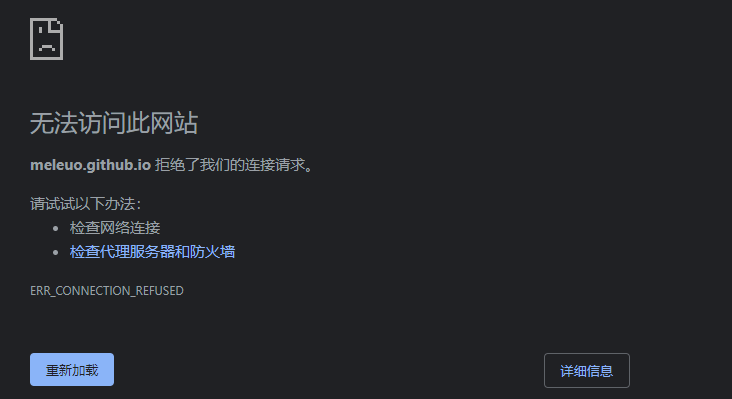 无法访问此网站
meleuo.github.io 拒绝了我们的连接请求。
请试试以下办法：
检查网络连接
检查代理服务器和防火墙
ERR_CONNECTION_REFUSED
重新加载
详细信息